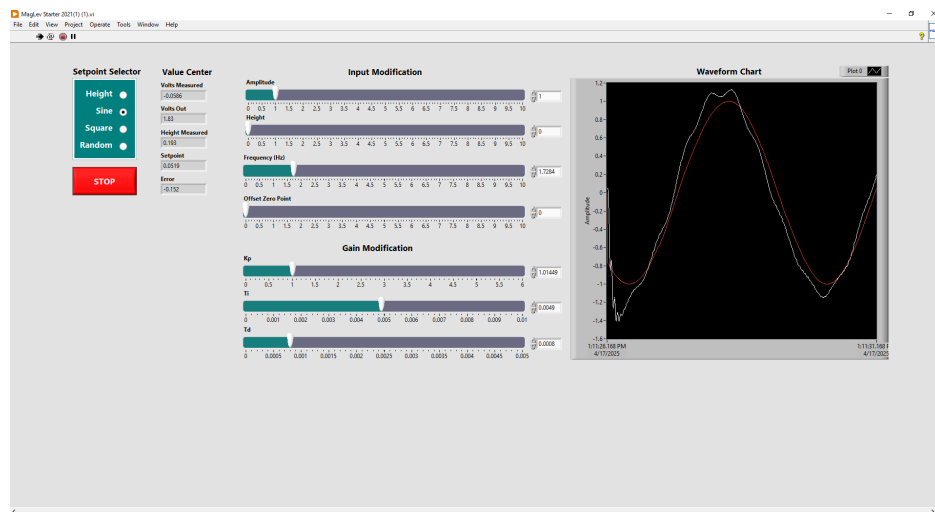 MagLev Starter 2021(1) (1).vi
File Edit View Project Operate Tools Window Help
Setpoint Selector
Height
Sine
Square
Random
STOP
Value Center
Volts Measured
-0.0586
Volts Out
1.83
Height Measured
0.193
Setpoint
0.0519
Error
-0.152
Input Modification
Amplitude
1
0 0.5 1 1.5 2 2.5 3 3.5 4 4.5 5 5.5 6 6.5 7 7.5 8 8.5 9 9.5 10
Height
0
0 0.5 1 1.5 2 2.5 3 3.5 4 4.5 5 5.5 6 6.5 7 7.5 8 8.5 9 9.5 10
Frequency (Hz)
1.7284
0 0.5 1 1.5 2 2.5 3 3.5 4 4.5 5 5.5 6 6.5 7 7.5 8 8.5 9 9.5 10
Offset Zero Point
0
0 0.5 1 1.5 2 2.5 3 3.5 4 4.5 5 5.5 6 6.5 7 7.5 8 8.5 9 9.5 10
Gain Modification
Kp
1.01449
0 0.5 1 1.5 2 2.5 3 3.5 4 4.5 5 5.5 6
Ti
0.0049
0 0.001 0.002 0.003 0.004 0.005 0.006 0.007 0.008 0.009 0.01
Td
0.0008
0 0.0005 0.001 0.0015 0.002 0.0025 0.003 0.0035 0.004 0.0045 0.005
Waveform Chart
Plot 0
Amplitude
1.2
1
0.8
0.6
0.4
0.2
0
-0.2
-0.4
-0.6
-0.8
-1
-1.2
-1.4
-1.6
1:11:26.168 PM
4/17/2025
1:11:31.168
4/17/2025